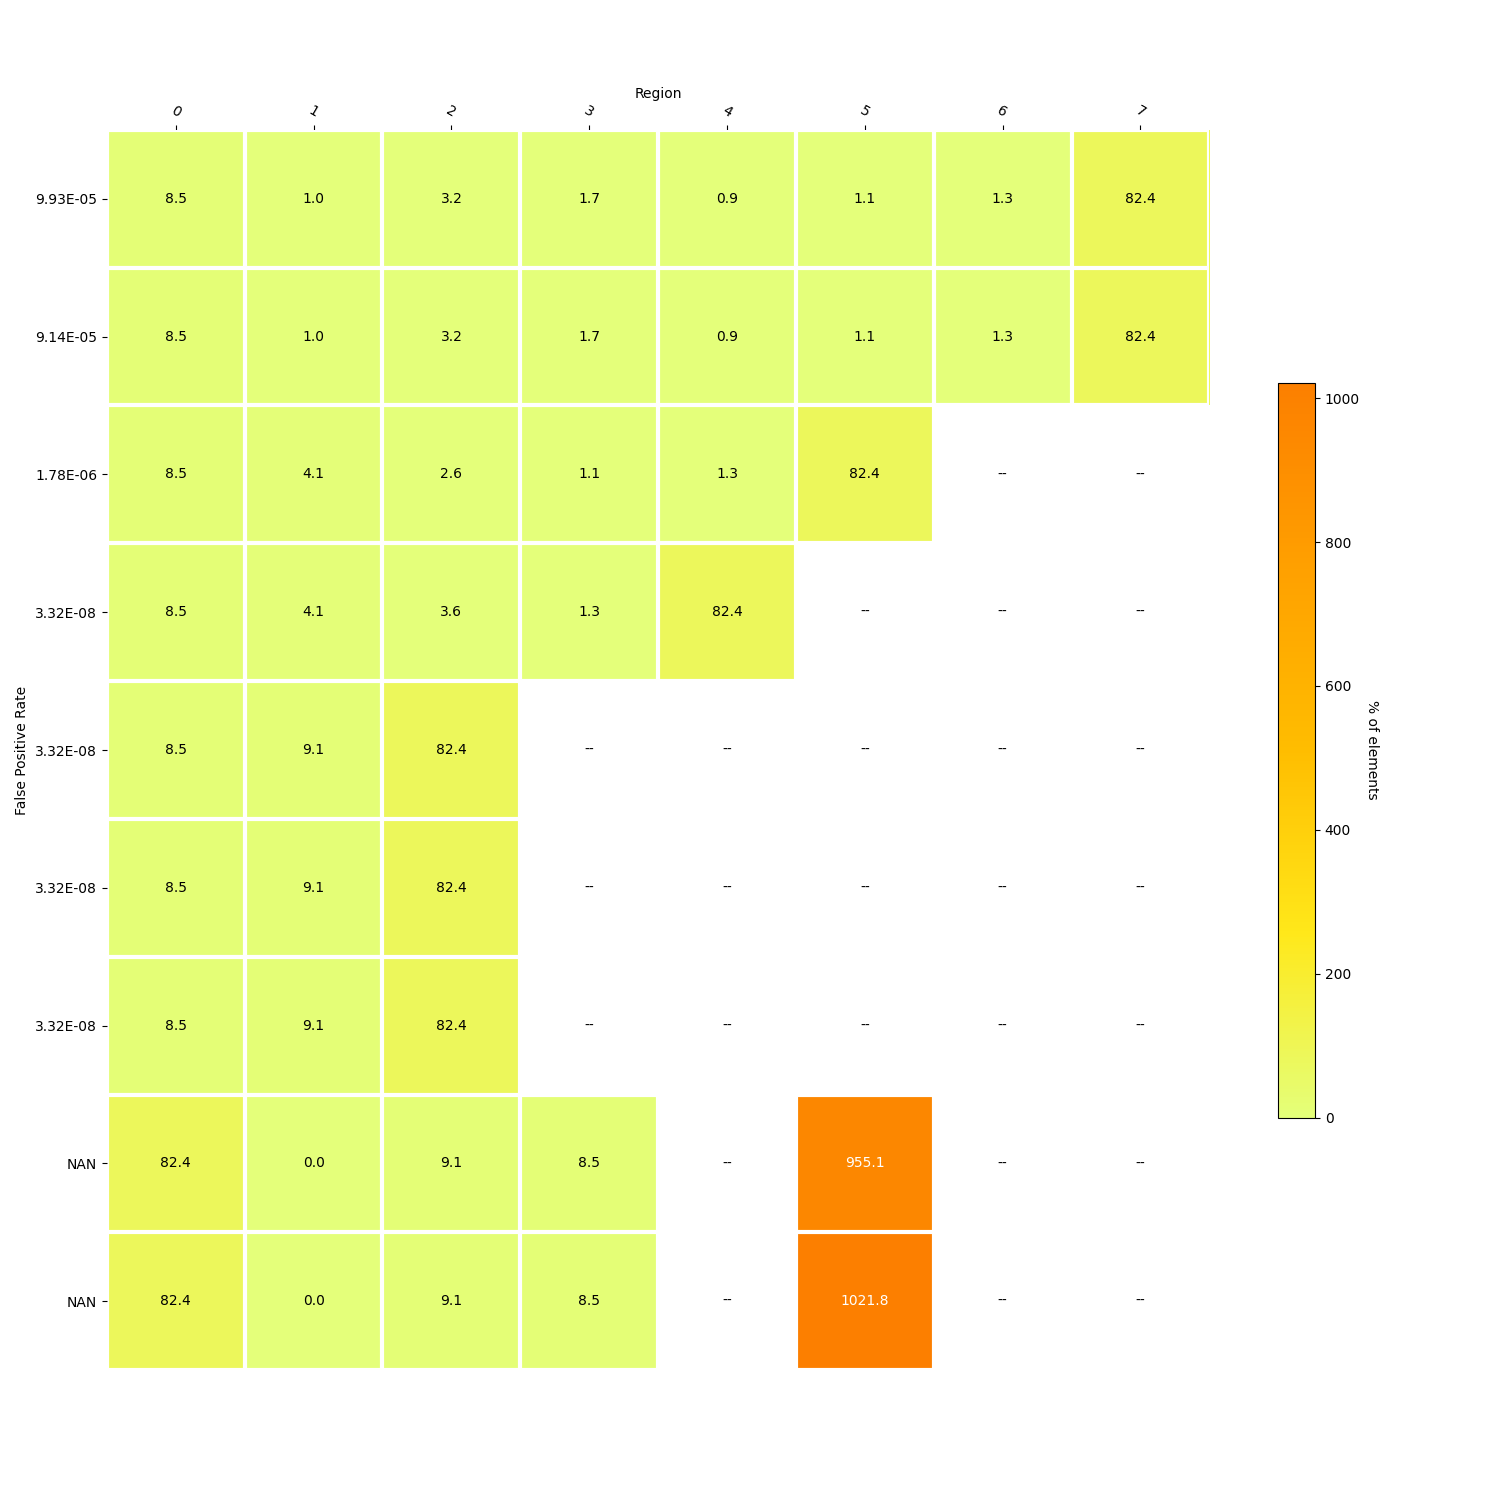 Region
0 1 2 3 4 5 6 7
9.93E-05 8.5 1.0 3.2 1.7 0.9 1.1 1.3 82.4
9.14E-05 8.5 1.0 3.2 1.7 0.9 1.1 1.3 82.4
1.78E-06 8.5 4.1 2.6 1.1 1.3 82.4 -- --
3.32E-08 8.5 4.1 3.6 1.3 82.4 -- -- --
3.32E-08 8.5 9.1 82.4 -- -- -- -- --
3.32E-08 8.5 9.1 82.4 -- -- -- -- --
3.32E-08 8.5 9.1 82.4 -- -- -- -- --
NAN 82.4 0.0 9.1 8.5 -- 955.1 -- --
NAN 82.4 0.0 9.1 8.5 -- 1021.8 -- --
False Positive Rate
1000
800
600
400
200
0
% of elements